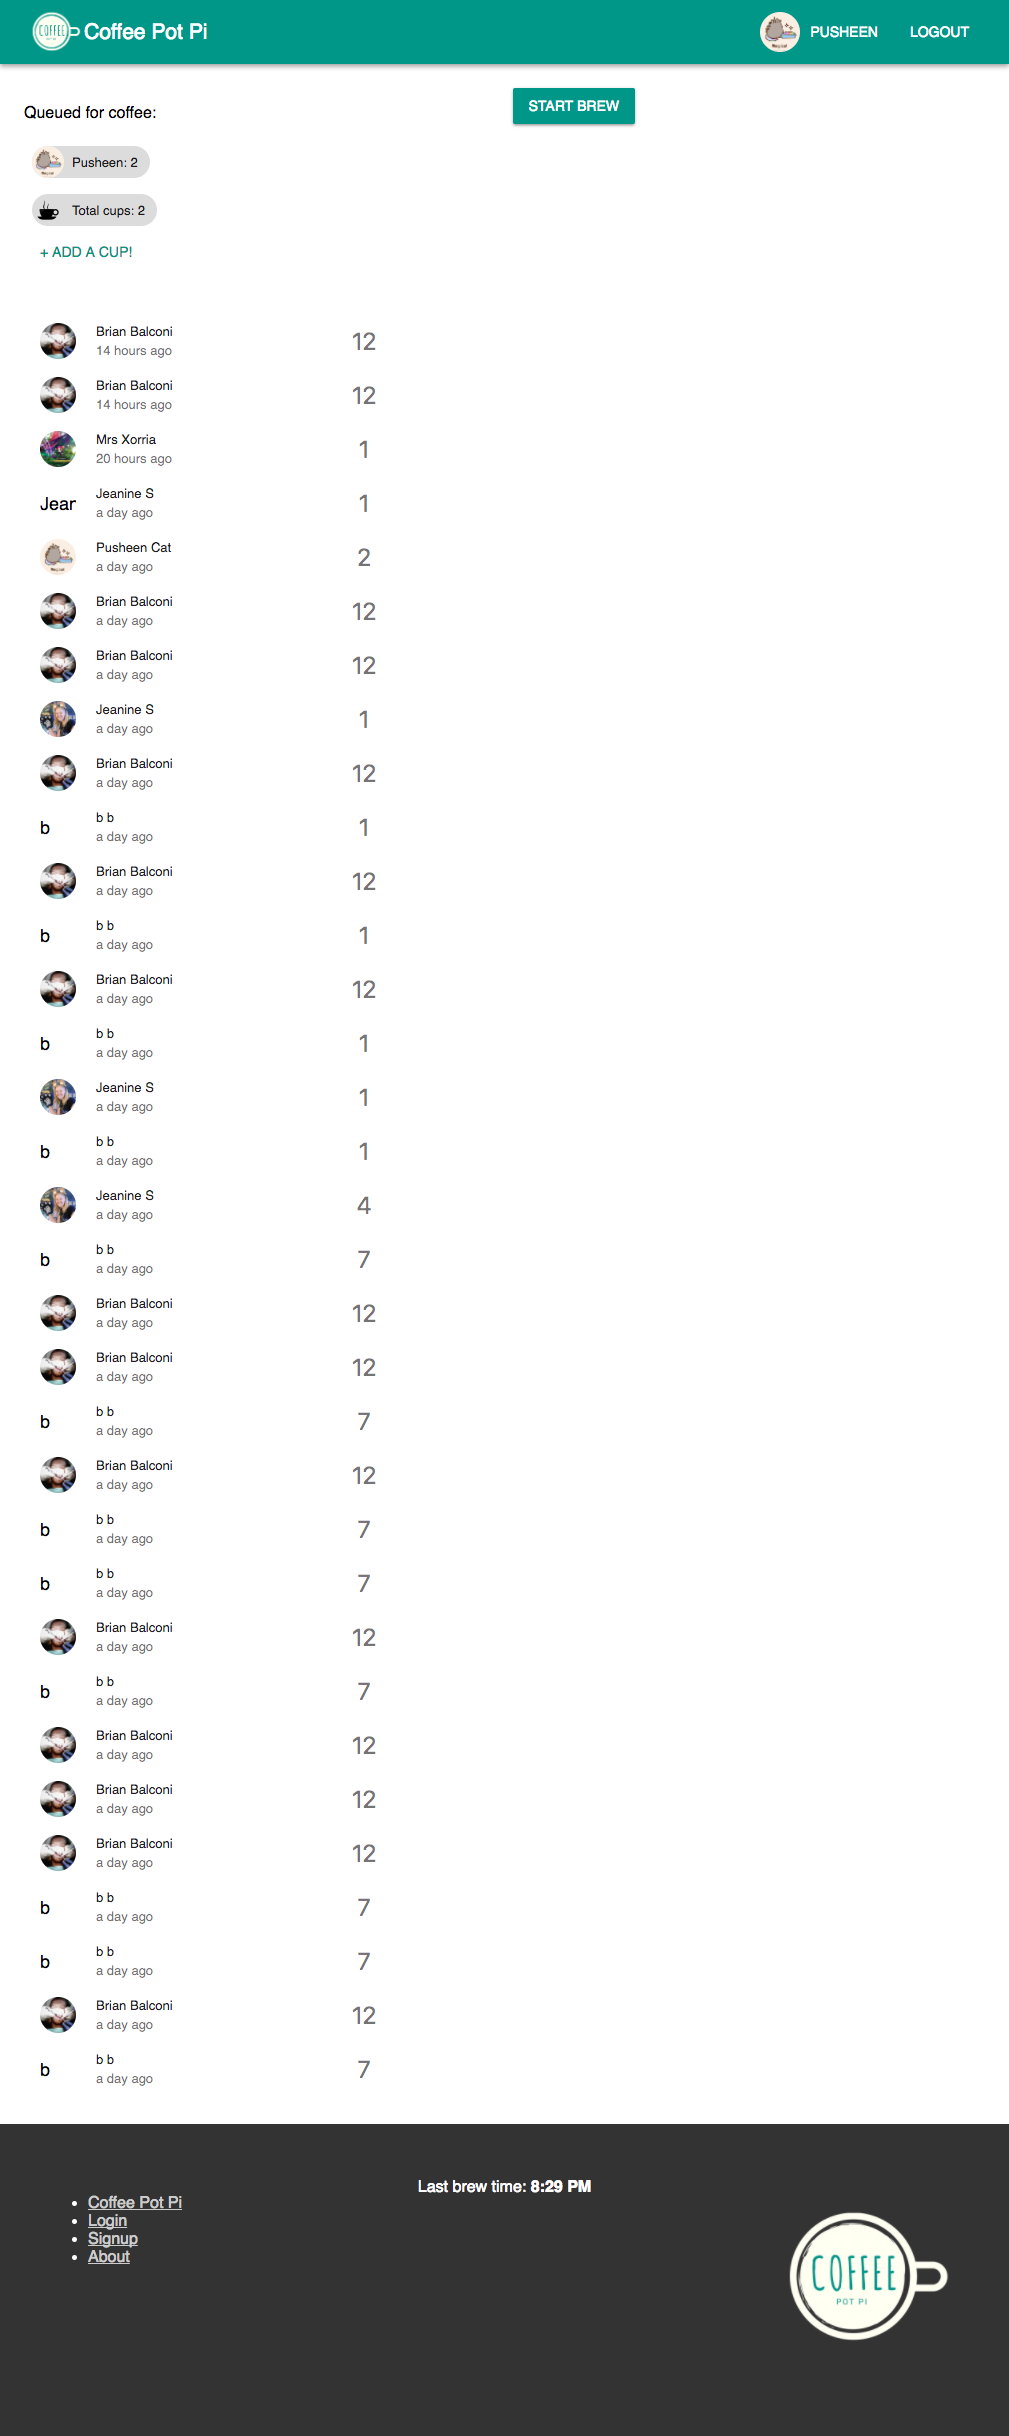 COFFEE
POT PI
Coffee Pot Pi
PUSHEEN
LOGOUT
Queued for coffee:
START BREW
Pusheen: 2
Total cups: 2
+ ADD A CUP!
Brian Balconi
14 hours ago
12
Brian Balconi
14 hours ago
12
Mrs Xorria
20 hours ago
1
Jear
Jeanine S
a day ago
1
Pusheen Cat
a day ago
2
Brian Balconi
a day ago
12
Brian Balconi
a day ago
12
Jeanine S
a day ago
1
Brian Balconi
a day ago
12
b
b b
a day ago
1
Brian Balconi
a day ago
12
b
b b
a day ago
1
Brian Balconi
a day ago
12
b
b b
a day ago
1
Jeanine S
a day ago
1
b
b b
a day ago
1
Jeanine S
a day ago
4
b
b b
a day ago
7
Brian Balconi
a day ago
12
Brian Balconi
a day ago
12
b
b b
a day ago
7
Brian Balconi
a day ago
12
b
b b
a day ago
7
b
b b
a day ago
7
Brian Balconi
a day ago
12
b
b b
a day ago
7
Brian Balconi
a day ago
12
Brian Balconi
a day ago
12
Brian Balconi
a day ago
12
b
b b
a day ago
7
b
b b
a day ago
7
Brian Balconi
a day ago
12
b
b b
a day ago
7
Coffee Pot Pi
Login
Signup
About
Last brew time: 8:29 PM
COFFEE
POT PI